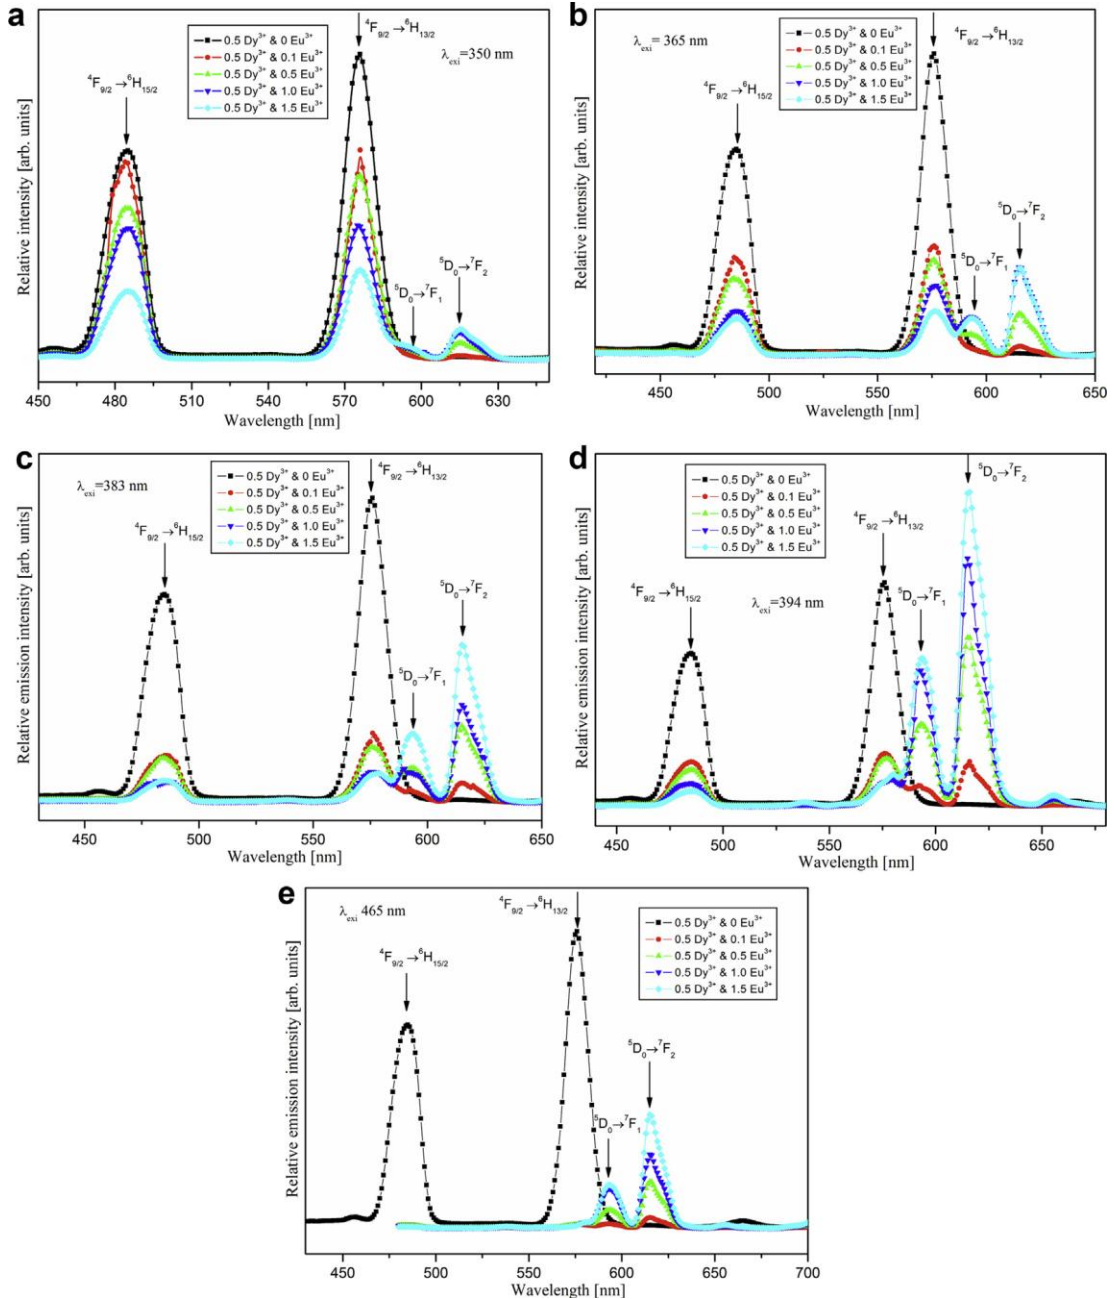 a
⁴F₉/₂→⁶H₁₃/₂
0.5 Dy³⁺ & 0 Eu³⁺
0.5 Dy³⁺ & 0.1 Eu³⁺
0.5 Dy³⁺ & 0.5 Eu³⁺
0.5 Dy³⁺ & 1.0 Eu³⁺
0.5 Dy³⁺ & 1.5 Eu³⁺
λexi=350 nm
⁴F₉/₂→⁶H₁₅/₂
⁵D₀→⁷F₂
⁵D₀→⁷F₁
Relative intensity [arb. units]
450 480 510 540 570 600 630
Wavelength [nm]
b
λexi= 365 nm
0.5 Dy³⁺ & 0 Eu³⁺
0.5 Dy³⁺ & 0.1 Eu³⁺
0.5 Dy³⁺ & 0.5 Eu³⁺
0.5 Dy³⁺ & 1.0 Eu³⁺
0.5 Dy³⁺ & 1.5 Eu³⁺
⁴F₉/₂→⁶H₁₃/₂
⁴F₉/₂→⁶H₁₅/₂
⁵D₀→⁷F₂
⁵D₀→⁷F₁
Relative intensity [arb. units]
450 500 550 600 650
Wavelength [nm]
c
λexi=383 nm
0.5 Dy³⁺ & 0 Eu³⁺
0.5 Dy³⁺ & 0.1 Eu³⁺
0.5 Dy³⁺ & 0.5 Eu³⁺
0.5 Dy³⁺ & 1.0 Eu³⁺
0.5 Dy³⁺ & 1.5 Eu³⁺
⁴F₉/₂→⁶H₁₃/₂
⁴F₉/₂→⁶H₁₅/₂
⁵D₀→⁷F₂
⁵D₀→⁷F₁
Relative emission intensity [arb. units]
450 500 550 600 650
Wavelength [nm]
d
0.5 Dy³⁺ & 0 Eu³⁺
0.5 Dy³⁺ & 0.1 Eu³⁺
0.5 Dy³⁺ & 0.5 Eu³⁺
0.5 Dy³⁺ & 1.0 Eu³⁺
0.5 Dy³⁺ & 1.5 Eu³⁺
⁵D₀→⁷F₂
⁴F₉/₂→⁶H₁₃/₂
⁴F₉/₂→⁶H₁₅/₂
⁵D₀→⁷F₁
λexi=394 nm
Relative emission intensity [arb. units]
450 500 550 600 650
Wavelength [nm]
e
λexi 465 nm
⁴F₉/₂→⁶H₁₃/₂
0.5 Dy³⁺ & 0 Eu³⁺
0.5 Dy³⁺ & 0.1 Eu³⁺
0.5 Dy³⁺ & 0.5 Eu³⁺
0.5 Dy³⁺ & 1.0 Eu³⁺
0.5 Dy³⁺ & 1.5 Eu³⁺
⁴F₉/₂→⁶H₁₅/₂
⁵D₀→⁷F₂
⁵D₀→⁷F₁
Relative emission intensity [arb. units]
450 500 550 600 650 700
Wavelength [nm]